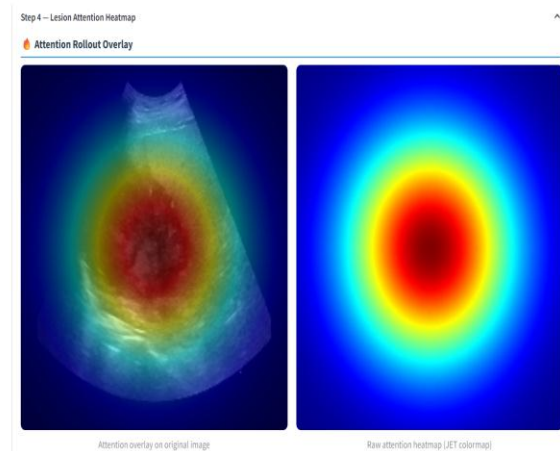 Step 4 — Lesion Attention Heatmap
🔥 Attention Rollout Overlay
Attention overlay on original image
Raw attention heatmap (JET colormap)